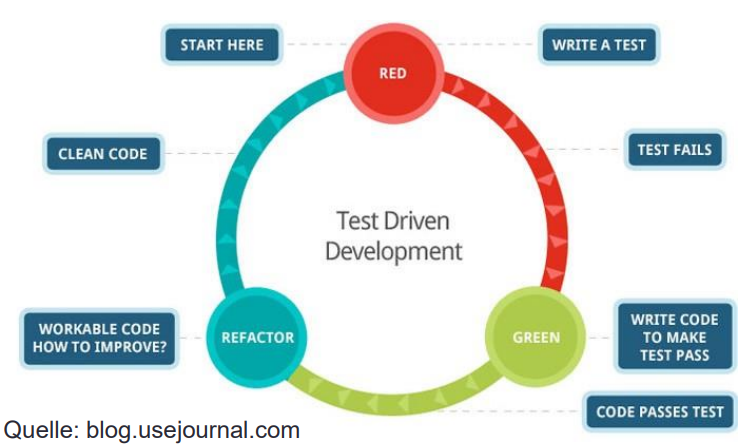 START HERE
RED
WRITE A TEST
CLEAN CODE
TEST FAILS
Test Driven
Development
WORKABLE CODE
HOW TO IMPROVE?
REFACTOR
GREEN
WRITE CODE
TO MAKE
TEST PASS
CODE PASSES TEST
Quelle: blog.usejournal.com